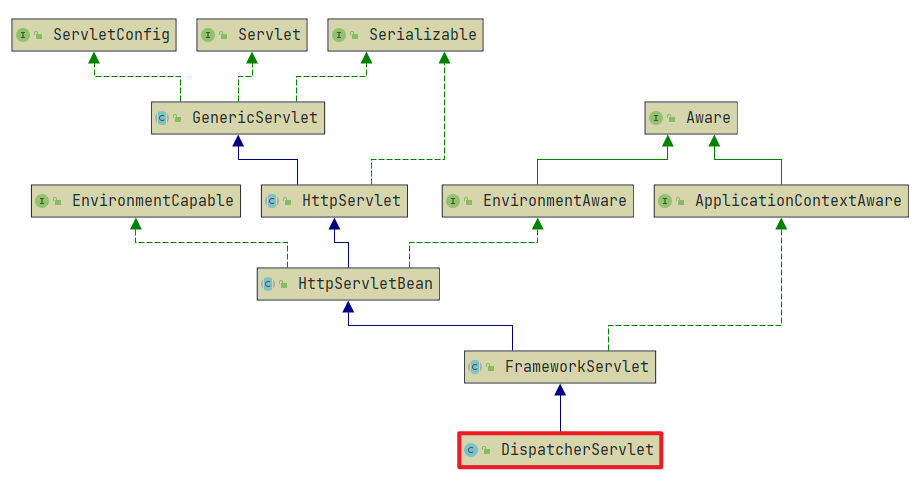 ServletConfig
Servlet
Serializable
GenericServlet
Aware
EnvironmentCapable
HttpServlet
EnvironmentAware
ApplicationContextAware
HttpServletBean
FrameworkServlet
DispatcherServlet